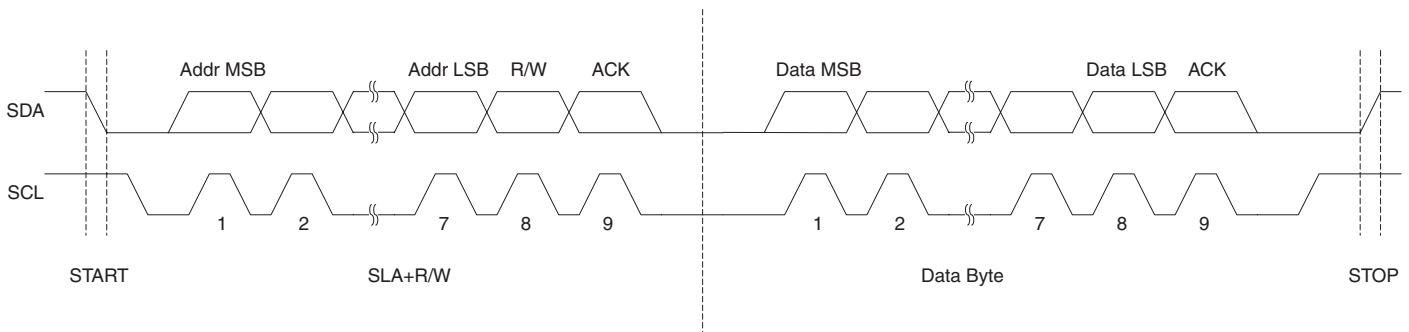 Addr MSB Addr LSB R/W ACK Data MSB Data LSB ACK
SDA
SCL
1 2 7 8 9 1 2 7 8 9
START SLA+R/W Data Byte STOP